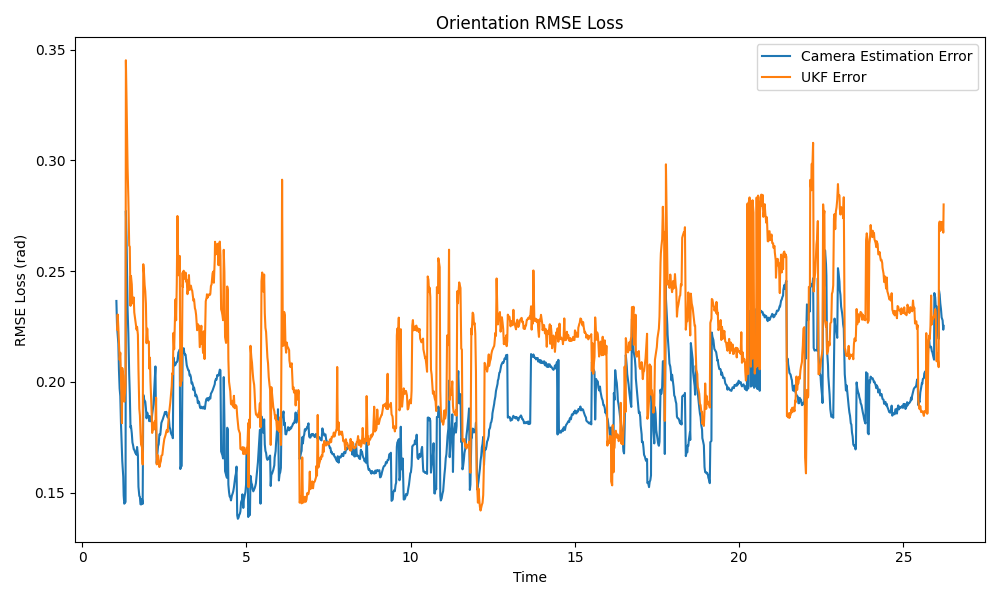 Orientation RMSE Loss
Camera Estimation Error
UKF Error
RMSE Loss (rad)
0.35
0.30
0.25
0.20
0.15
0
5
10
15
20
25
Time